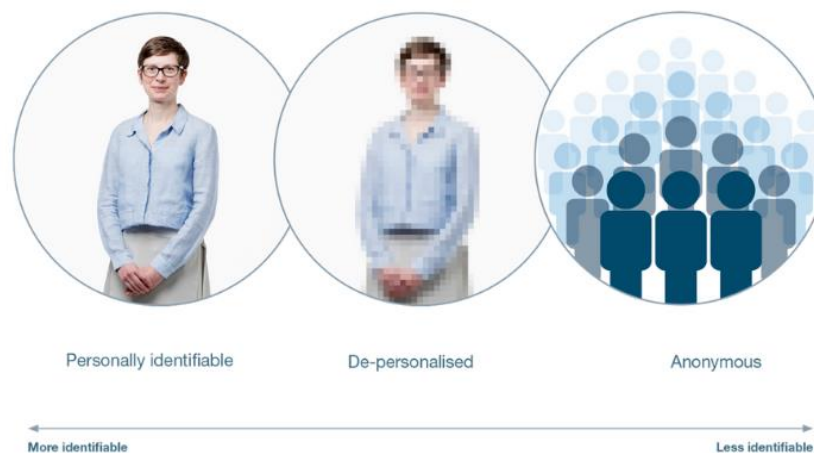 Personally identifiable
De-personalised
Anonymous
More identifiable
Less identifiable